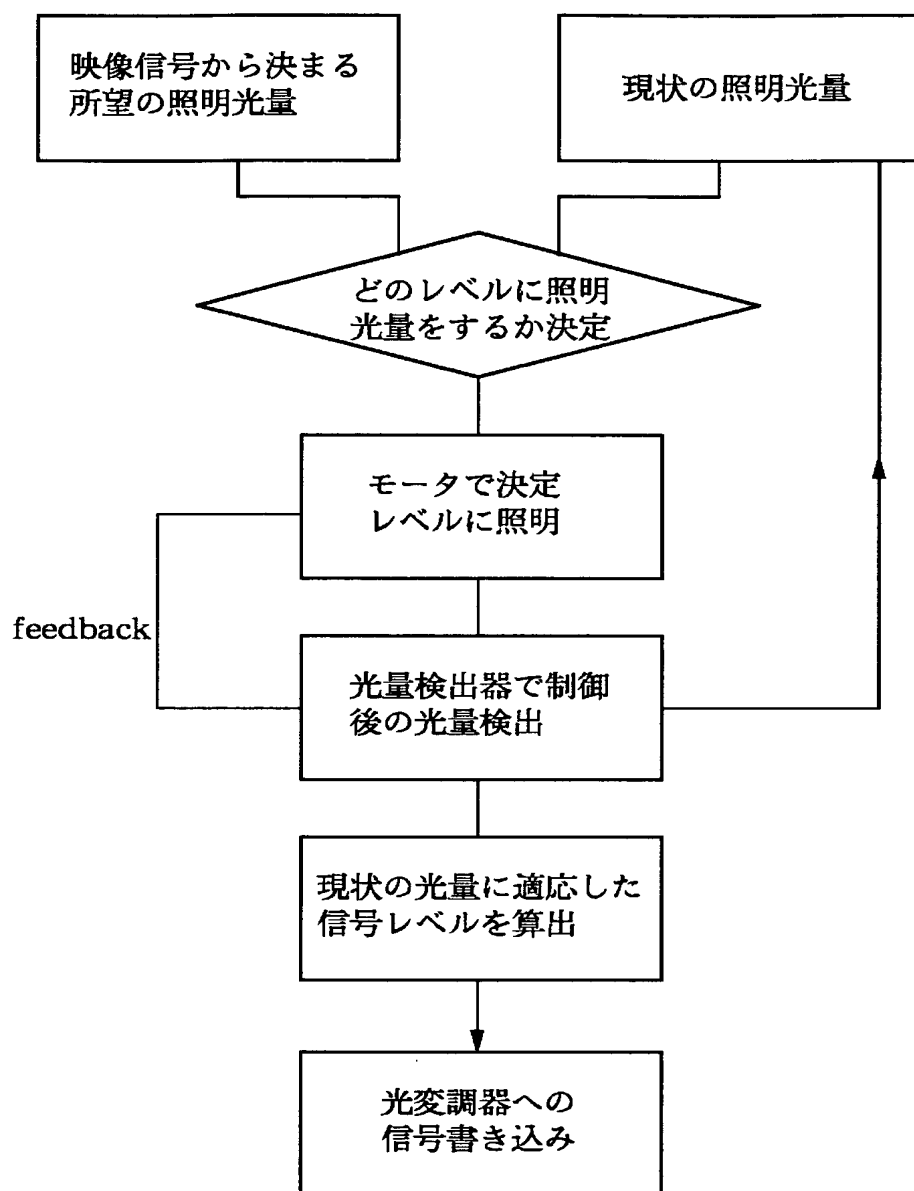 映像信号から決まる
所望の照明光量
現状の照明光量
どのレベルに照明
光量をするか決定
モータで決定
レベルに照明
feedback
光量検出器で制御
後の光量検出
現状の光量に適応した
信号レベルを算出
光変調器への
信号書き込み